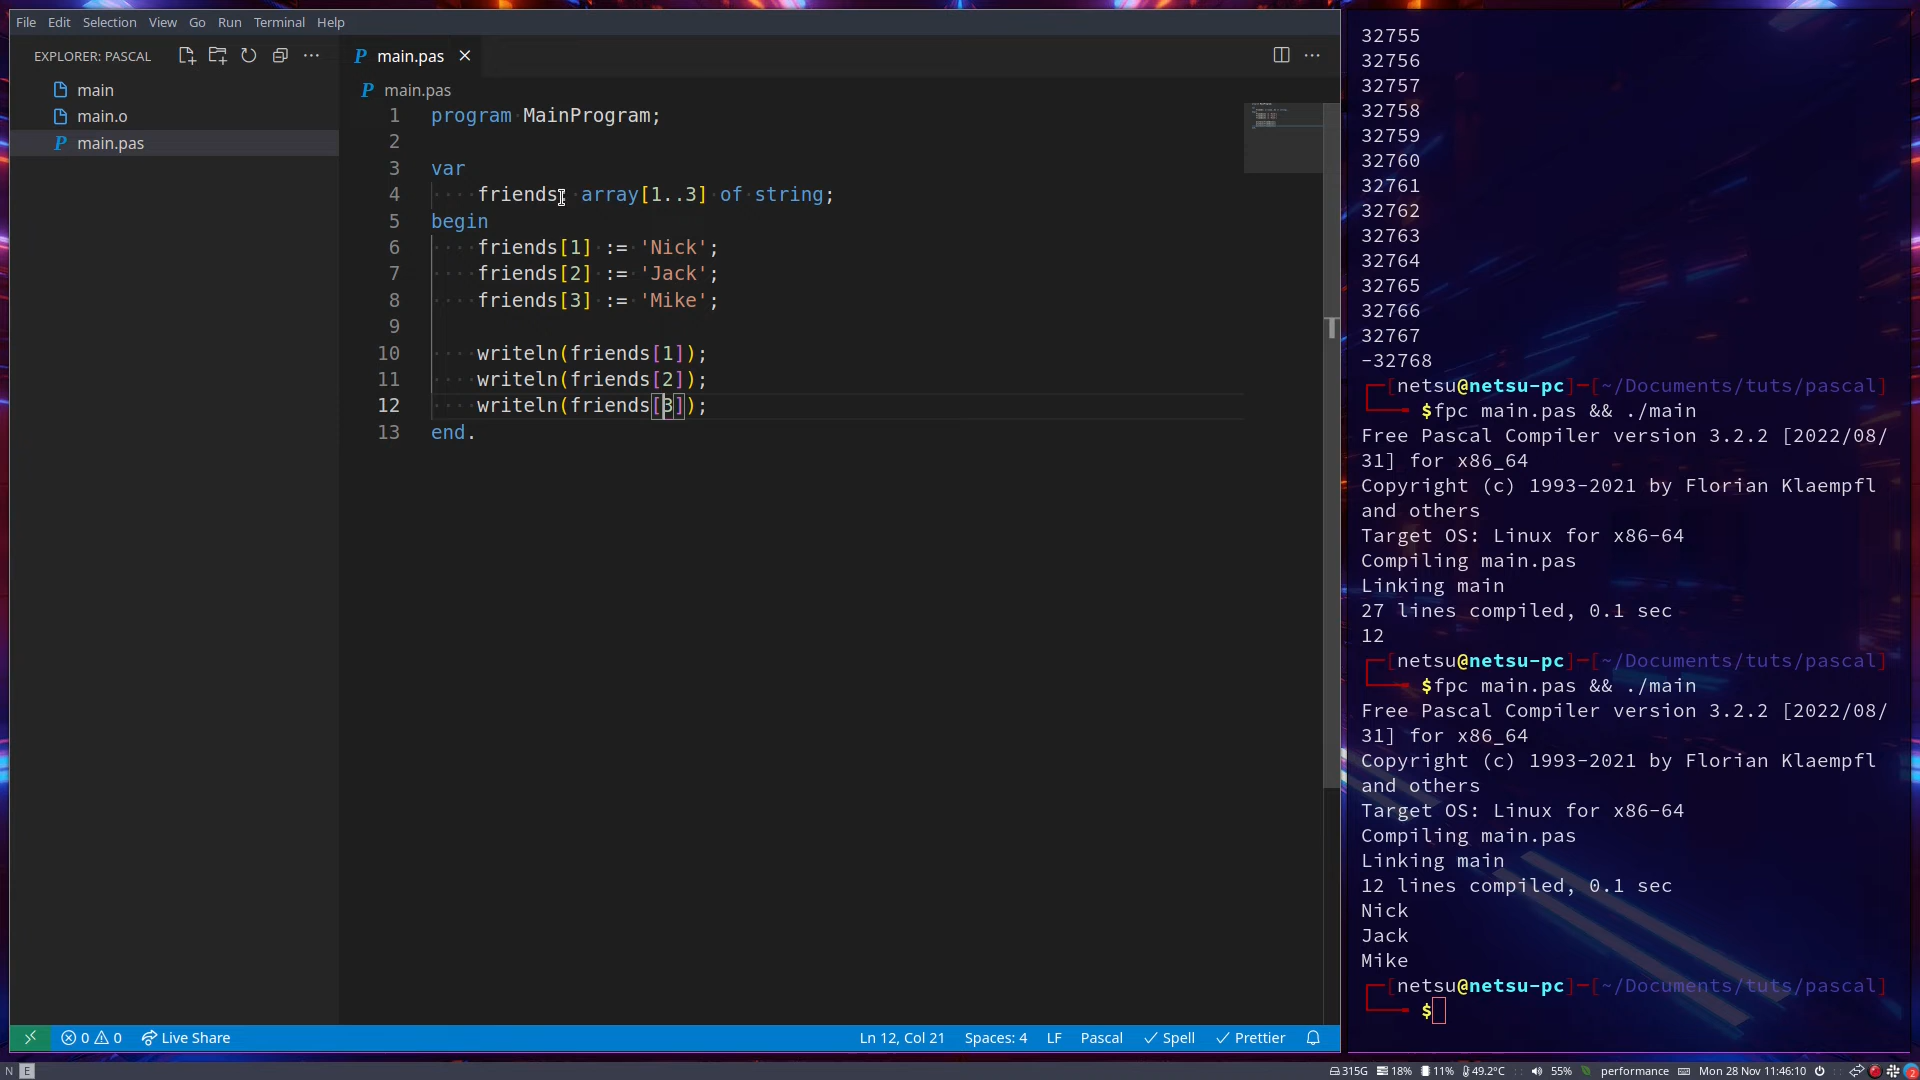 File Edit Selection View Go Run Terminal Help
EXPLORER: PASCAL
main
main.o
main.pas
main.pas
main.pas
1 program MainProgram;
2
3 var
4 friends: array[1..3] of string;
5 begin
6 friends[1] := 'Nick';
7 friends[2] := 'Jack';
8 friends[3] := 'Mike';
9
10 writeln(friends[1]);
11 writeln(friends[2]);
12 writeln(friends[3]);
13 end.
0 0 Live Share Ln 12, Col 21 Spaces: 4 LF Pascal Spell Prettier
32755
32756
32757
32758
32759
32760
32761
32762
32763
32764
32765
32766
32767
-32768
[netsu@netsu-pc]-[~/Documents/tuts/pascal]
$fpc main.pas && ./main
Free Pascal Compiler version 3.2.2 [2022/08/
31] for x86_64
Copyright (c) 1993-2021 by Florian Klaempfl
and others
Target OS: Linux for x86-64
Compiling main.pas
Linking main
27 lines compiled, 0.1 sec
12
[netsu@netsu-pc]-[~/Documents/tuts/pascal]
$fpc main.pas && ./main
Free Pascal Compiler version 3.2.2 [2022/08/
31] for x86_64
Copyright (c) 1993-2021 by Florian Klaempfl
and others
Target OS: Linux for x86-64
Compiling main.pas
Linking main
12 lines compiled, 0.1 sec
Nick
Jack
Mike
[netsu@netsu-pc]-[~/Documents/tuts/pascal]
$
N E 315G 18% 11% 49.2°C 55% performance Mon 28 Nov 11:46:10 2